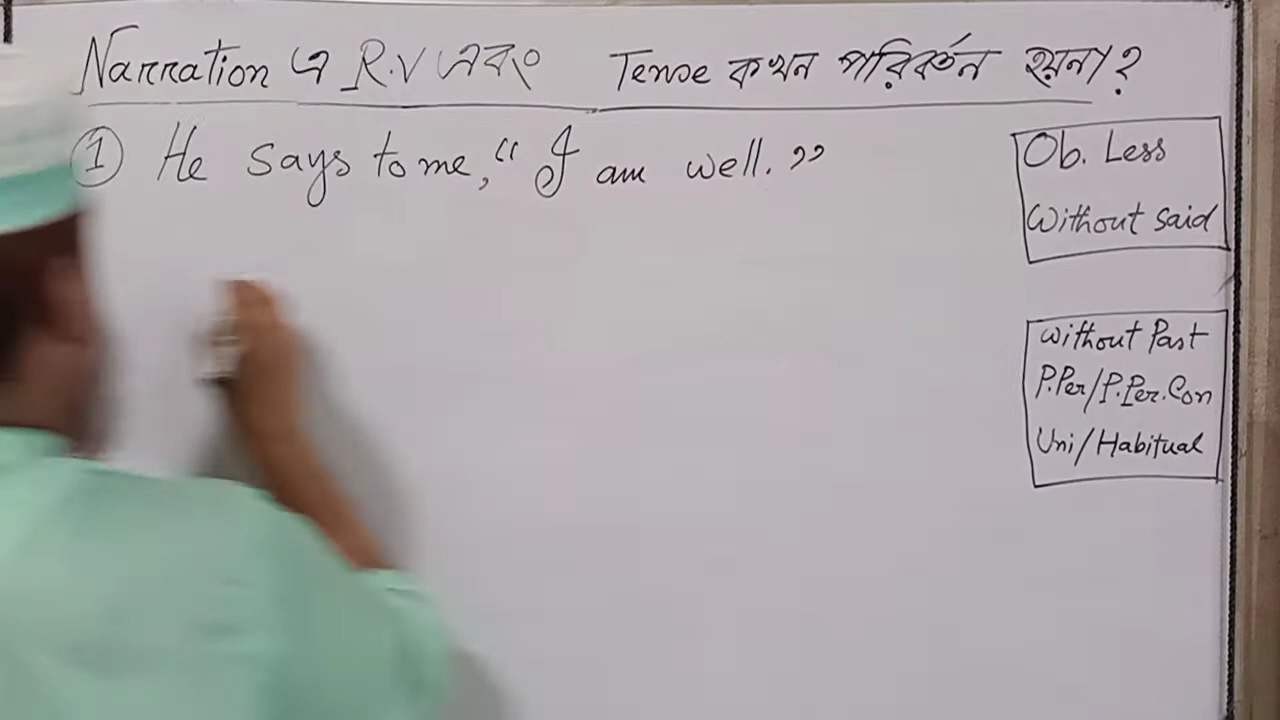 Narration এ R.V এবং Tense কখন পরিবর্তন হয়না?
① He says to me, “I am well.”
Ob. Less
Without said
Without Past
P.Per/P.Per.Con
Uni/Habitual